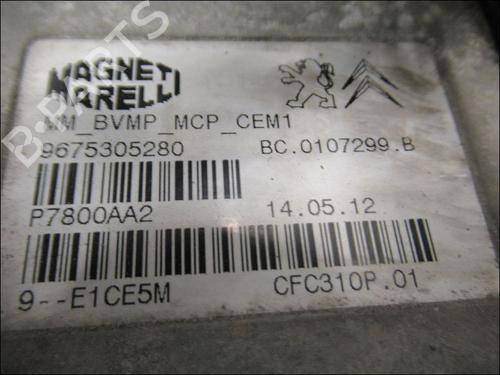 B-PARTS
MAGNETI
MARELLI
MM_BVMP_MCP_CEM1
9675305280 BC.0107299.B
P7800AA2 14.05.12
9--E1CE5M CFC310P.01